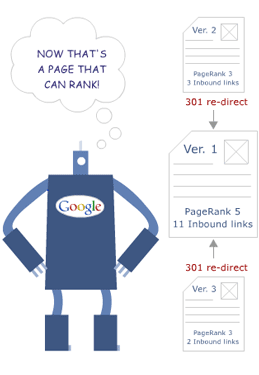 NOW THAT'S
A PAGE THAT
CAN RANK!
Google
Ver. 2
PageRank 3
3 Inbound links
301 re-direct
Ver. 1
PageRank 5
11 Inbound links
301 re-direct
Ver. 3
PageRank 3
2 Inbound links